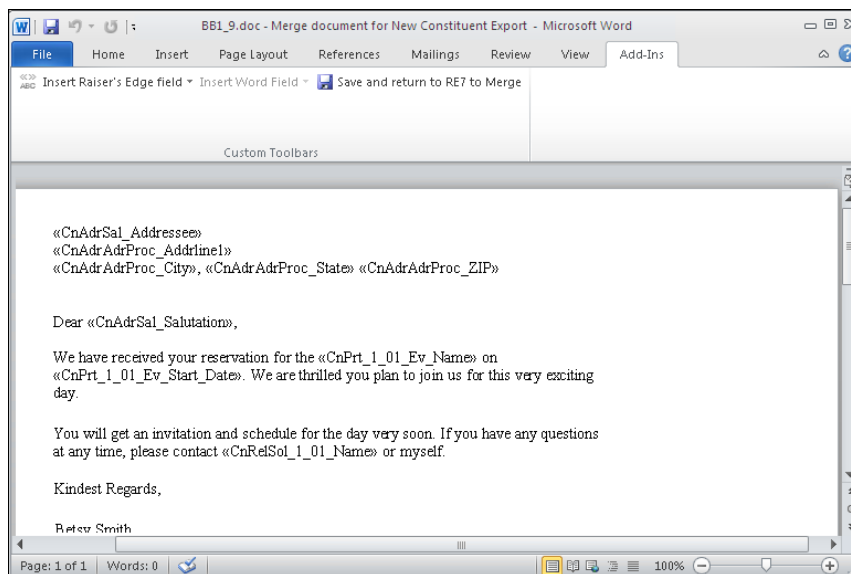 BB1_9.doc - Merge document for New Constituent Export - Microsoft Word
File Home Insert Page Layout References Mailings Review View Add-Ins
«» ABC Insert Raiser's Edge field Insert Word Field Save and return to RE7 to Merge
Custom Toolbars
«CnAdrSal_Addressee»
«CnAdrAdrProc_Addrline1»
«CnAdrAdrProc_City», «CnAdrAdrProc_State» «CnAdrAdrProc_ZIP»
Dear «CnAdrSal_Salutation»,
We have received your reservation for the «CnPrt_1_01_Ev_Name» on
«CnPrt_1_01_Ev_Start_Date». We are thrilled you plan to join us for this very exciting
day.
You will get an invitation and schedule for the day very soon. If you have any questions
at any time, please contact «CnRelSol_1_01_Name» or myself.
Kindest Regards,
Betsy Smith
Page: 1 of 1 Words: 0 100%